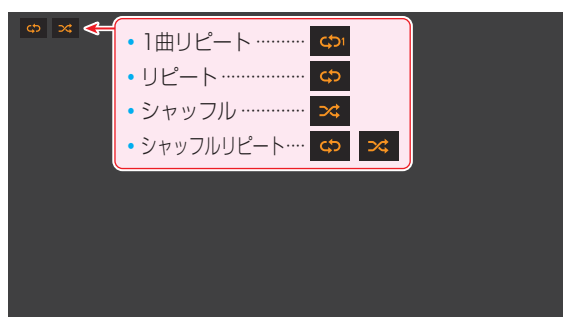 • 1曲リピート ………… 1
• リピート ………………
• シャッフル ……………
• シャッフルリピート ……